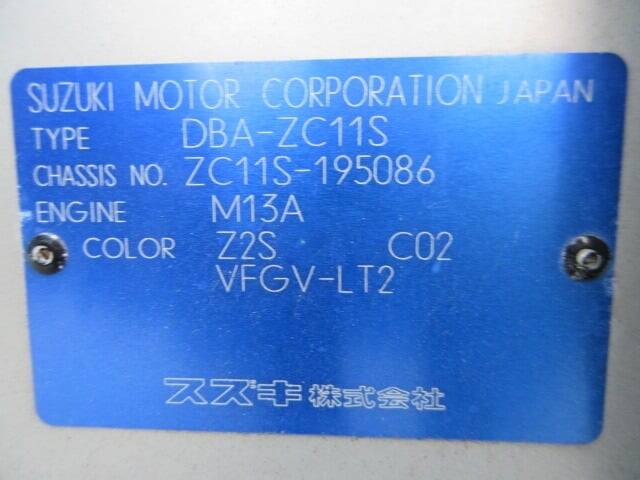 SUZUKI MOTOR CORPORATION JAPAN
TYPE DBA-ZC11S
CHASSIS NO. ZC11S-195086
ENGINE M13A
COLOR Z2S C02
VFGV-LT2
スズキ株式会社